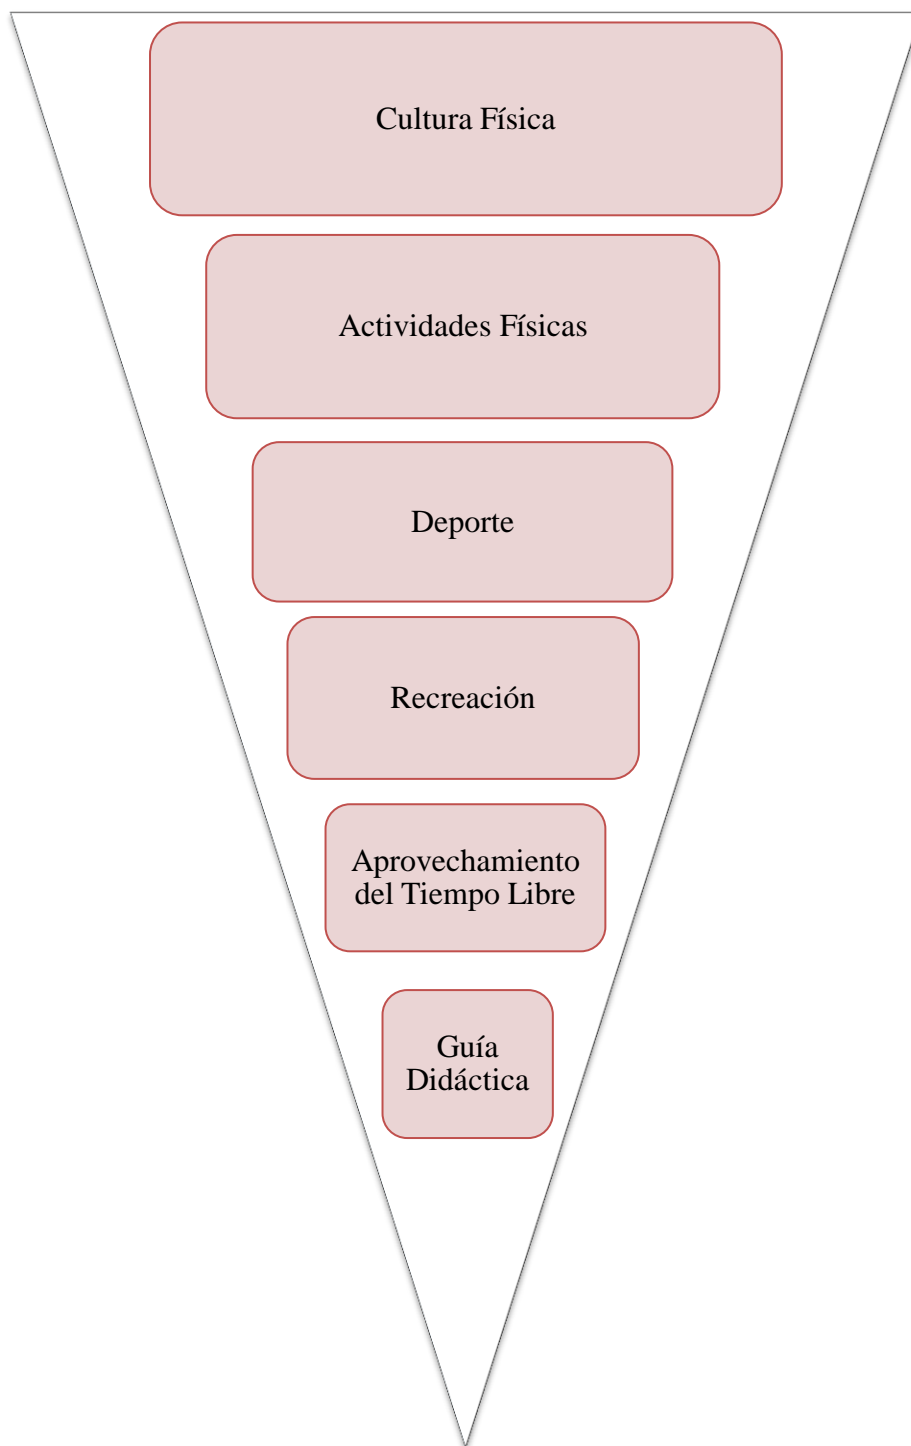 Cultura Física
Actividades Físicas
Deporte
Recreación
Aprovechamiento
del Tiempo Libre
Guía
Didáctica